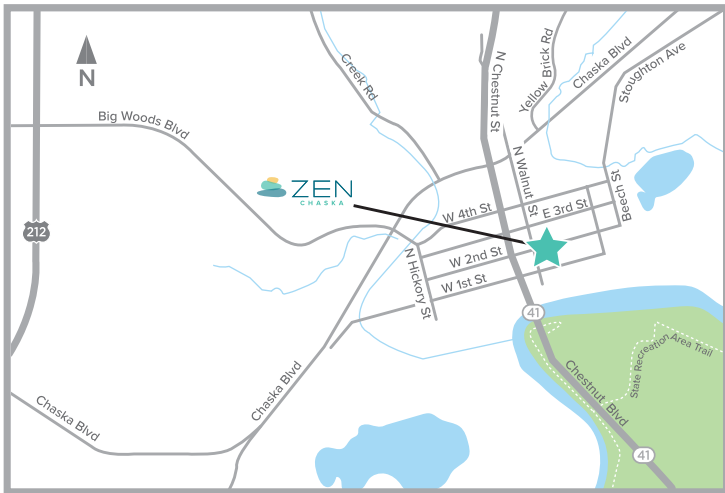 N
Creek Rd
N Chestnut St
Yellow Brick Rd
Chaska Blvd
Stoughton Ave
Big Woods Blvd
ZEN
CHASKA
N Walnut St
W 4th St
E 3rd St
Beech St
212
N Hickory St
W 2nd St
W 1st St
41
State Recreation Area Trail
Chestnut Blvd
Chaska Blvd
Chaska Blvd
41